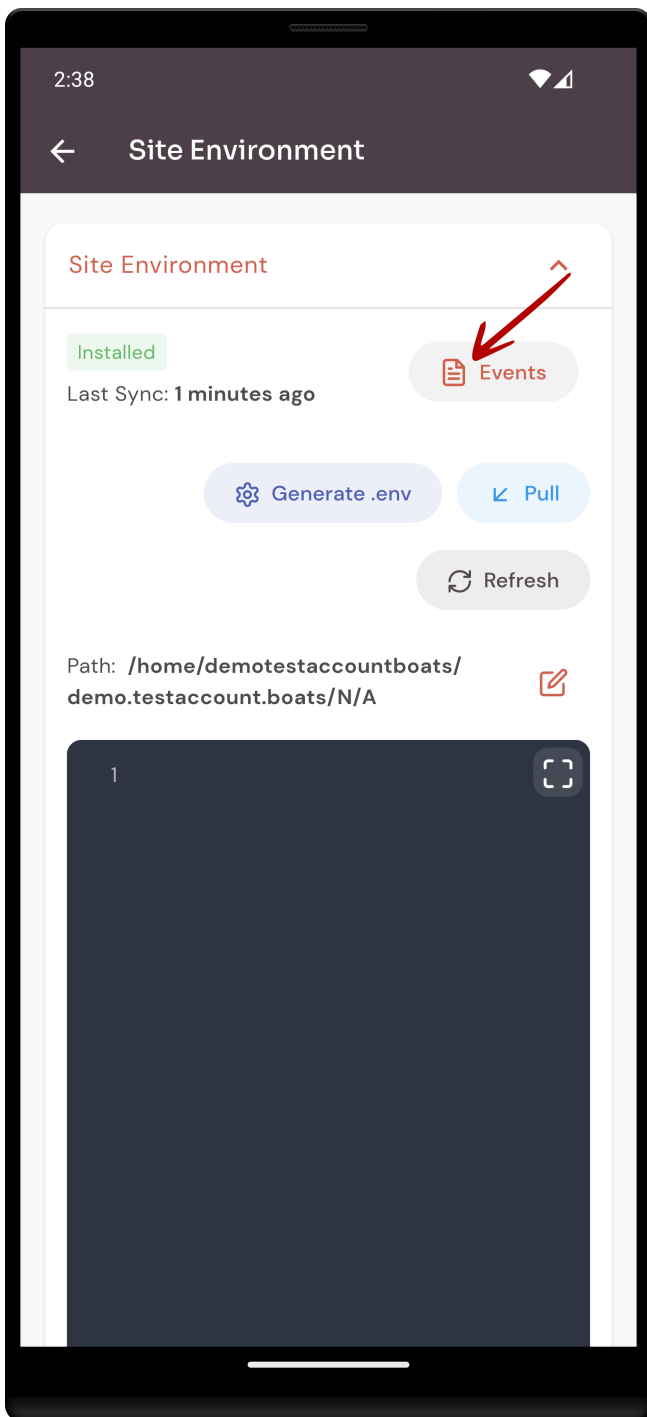 2:38
Site Environment
Site Environment
Installed
Events
Last Sync: 1 minutes ago
Generate .env
Pull
Refresh
Path: /home/demotestaccountboats/
demo.testaccount.boats/N/A
1